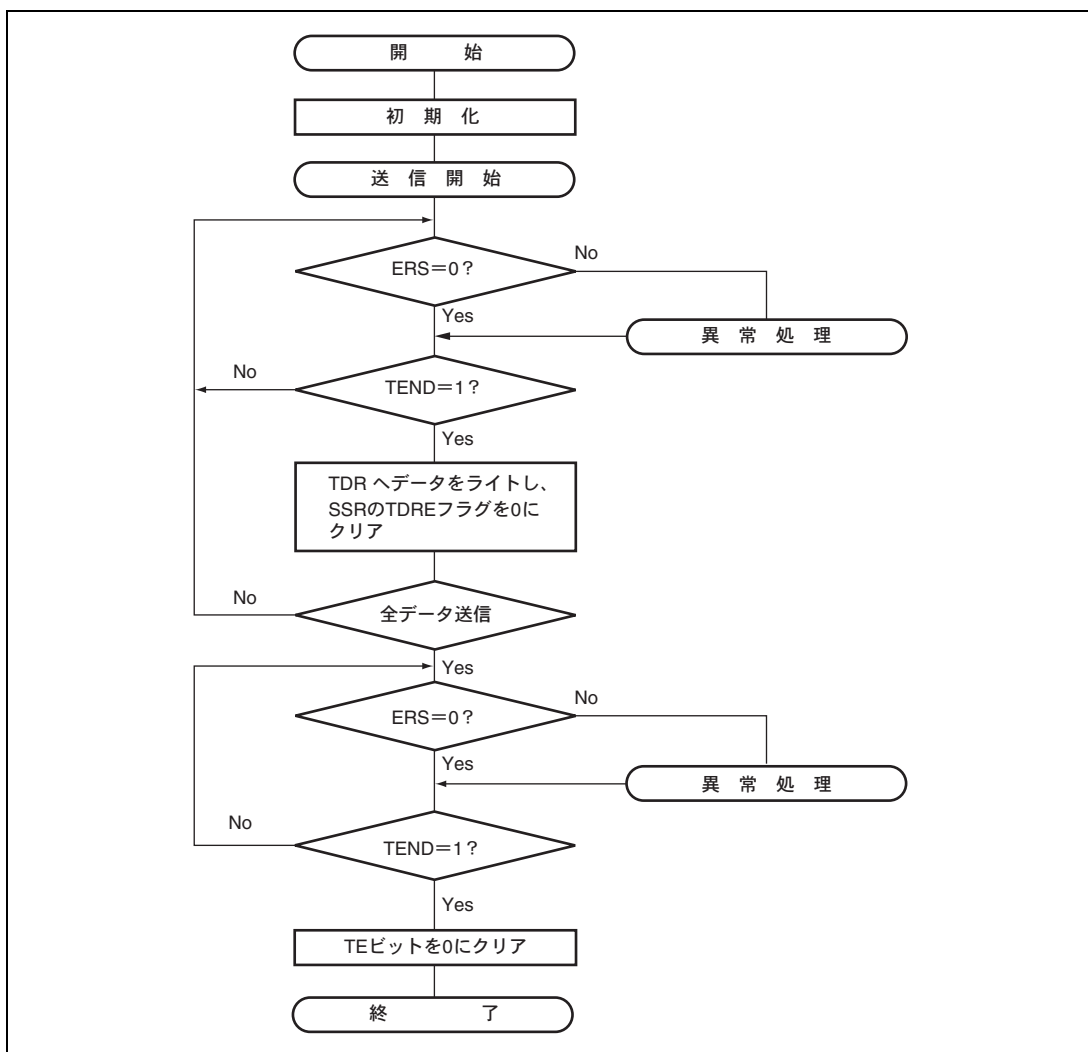 開 始
初 期 化
送 信 開 始
ERS=0?
No
Yes
異 常 処 理
No
TEND=1?
Yes
TDR へデータをライトし、
SSRのTDREフラグを0に
クリア
No
全データ送信
Yes
ERS=0?
No
Yes
異 常 処 理
No
TEND=1?
Yes
TEビットを0にクリア
終 了